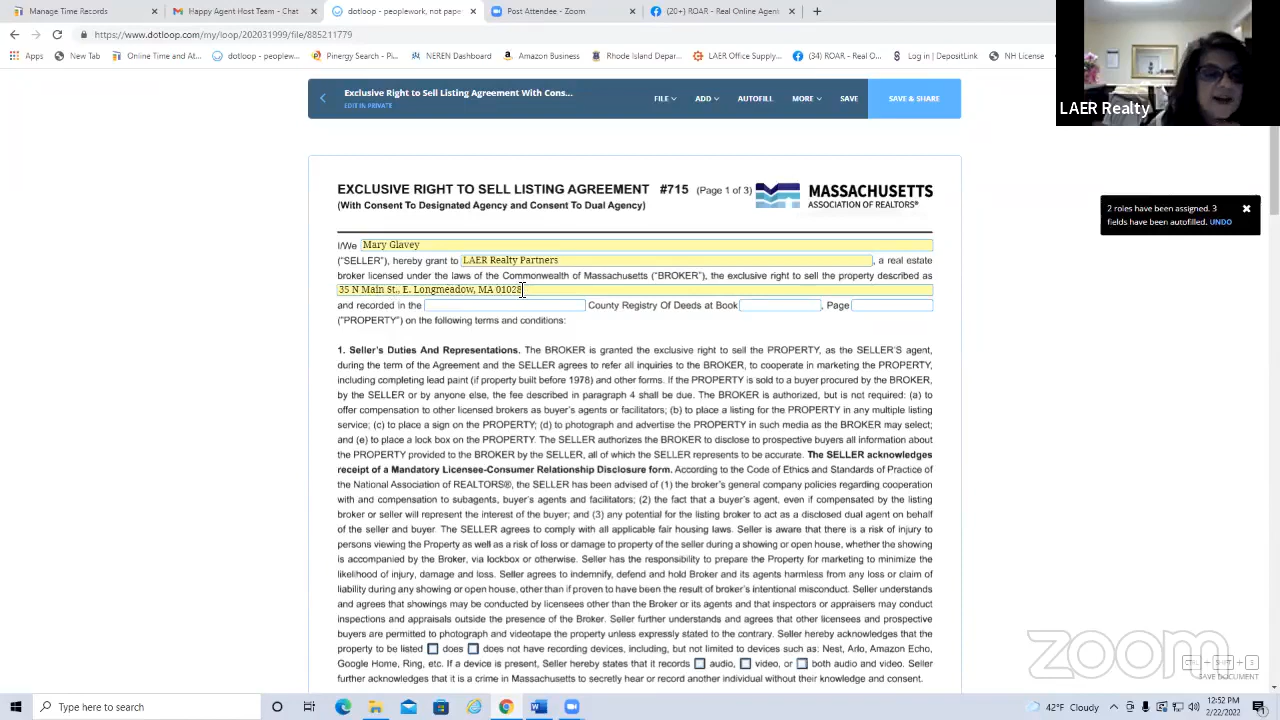 Management - Time Records
Happy Agent Host Team - Chat
dotloop, works, not paper
Post Attendee - Zoom
(20+) ROAR - Real Online Agent
https://www.dotloop.com/my/loop/202031999/file/885211779
Apps
New Tab
Online Time and At...
dotloop - peoplew...
Pinergy Search - Pi...
NEREN Dashboard
Amazon Business
Rhode Island Depar...
LAER Office Supply...
(34) ROAR - Real O...
Log in | DepositLink
NH License
LAER Realty
Exclusive Right to Sell Listing Agreement With Cons...
EDIT IN PRIVATE
FILE
ADD
AUTOFILL
MORE
SAVE
SAVE & SHARE
2 roles have been assigned. 3
fields have been autofilled. UNDO
EXCLUSIVE RIGHT TO SELL LISTING AGREEMENT #715 (Page 1 of 3)
(With Consent To Designated Agency and Consent To Dual Agency)
MASSACHUSETTS
ASSOCIATION OF REALTORS®
I/We Mary Glavey
("SELLER"), hereby grant to LAER Realty Partners, a real estate
broker licensed under the laws of the Commonwealth of Massachusetts ("BROKER"), the exclusive right to sell the property described as
35 N Main St., E. Longmeadow, MA 01028
and recorded in the County Registry Of Deeds at Book , Page
("PROPERTY") on the following terms and conditions:
1. Seller's Duties And Representations. The BROKER is granted the exclusive right to sell the PROPERTY, as the SELLER'S agent,
during the term of the Agreement and the SELLER agrees to refer all inquiries to the BROKER, to cooperate in marketing the PROPERTY,
including completing lead paint (if property built before 1978) and other forms. If the PROPERTY is sold to a buyer procured by the BROKER,
by the SELLER or by anyone else, the fee described in paragraph 4 shall be due. The BROKER is authorized, but is not required: (a) to
offer compensation to other licensed brokers as buyer's agents or facilitators; (b) to place a listing for the PROPERTY in any multiple listing
service; (c) to place a sign on the PROPERTY; (d) to photograph and advertise the PROPERTY in such media as the BROKER may select;
and (e) to place a lock box on the PROPERTY. The SELLER authorizes the BROKER to disclose to prospective buyers all information about
the PROPERTY provided to the BROKER by the SELLER, all of which the SELLER represents to be accurate. The SELLER acknowledges
receipt of a Mandatory Licensee-Consumer Relationship Disclosure form. According to the Code of Ethics and Standards of Practice of
the National Association of REALTORS®, the SELLER has been advised of (1) the broker's general company policies regarding cooperation
with and compensation to subagents, buyer's agents and facilitators; (2) the fact that a buyer's agent, even if compensated by the listing
broker or seller will represent the interest of the buyer; and (3) any potential for the listing broker to act as a disclosed dual agent on behalf
of the seller and buyer. The SELLER agrees to comply with all applicable fair housing laws. Seller is aware that there is a risk of injury to
persons viewing the Property as well as a risk of loss or damage to property of the seller during a showing or open house, whether the showing
is accompanied by the Broker, via lockbox or otherwise. Seller has the responsibility to prepare the Property for marketing to minimize the
likelihood of injury, damage and loss. Seller agrees to indemnify, defend and hold Broker and its agents harmless from any loss or claim of
liability during any showing or open house, other than if proven to have been the result of broker's intentional misconduct. Seller understands
and agrees that showings may be conducted by licensees other than the Broker or its agents and that inspectors or appraisers may conduct
inspections and appraisals outside the presence of the Broker. Seller further understands and agrees that other licensees and prospective
buyers are permitted to photograph and videotape the property unless expressly stated to the contrary. Seller hereby acknowledges that the
property to be listed does does not have recording devices, including, but not limited to devices such as: Nest, Arlo, Amazon Echo,
Google Home, Ring, etc. If a device is present, Seller hereby states that it records audio, video, or both audio and video. Seller
further acknowledges that it is a crime in Massachusetts to secretly hear or record another individual without their knowledge and consent.
zoom
CTRL + SHIFT + S
SAVE DOCUMENT
Type here to search
42°F Cloudy
12:52 PM
2/22/2022